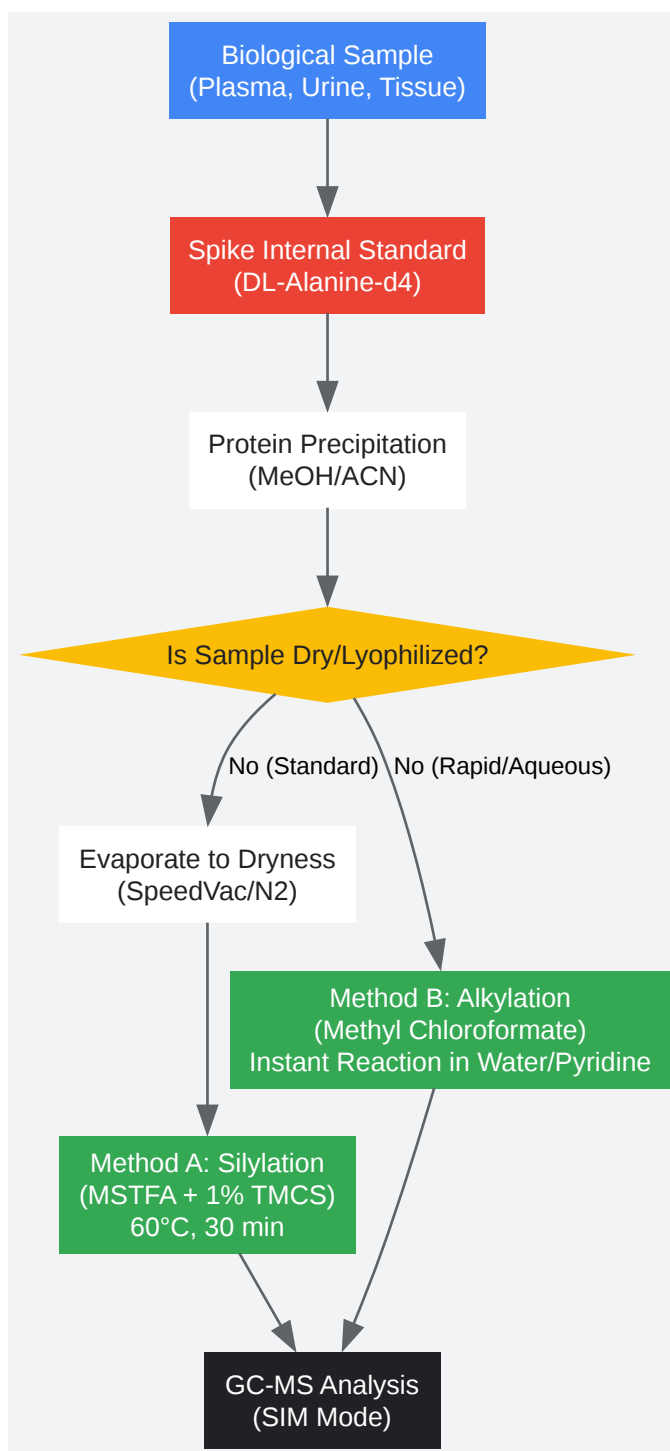 Biological Sample
(Plasma, Urine, Tissue)
Spike Internal Standard
(DL-Alanine-d4)
Protein Precipitation
(MeOH/ACN)
Is Sample Dry/Lyophilized?
No (Standard)
No (Rapid/Aqueous)
Evaporate to Dryness
(SpeedVac/N2)
Method B: Alkylation
(Methyl Chloroformate)
Instant Reaction in Water/Pyridine
Method A: Silylation
(MSTFA + 1% TMCS)
60°C, 30 min
GC-MS Analysis
(SIM Mode)